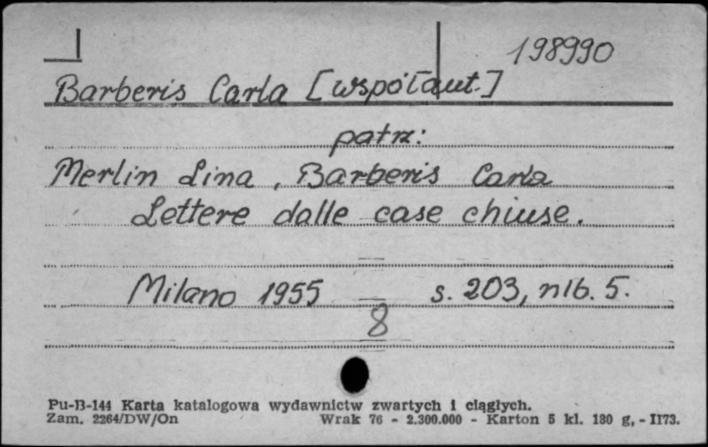 198990
Barberis Carla [współaut.]
patrz:
Merlin Lina, Barberis Carla
Lettere dalle case chiuse.
Milano 1955 s. 203, nlb. 5.
8
Pu-B-144 Karta katalogowa wydawnictw zwartych i ciągłych.
Zam. 2264/DW/On Wrak 76 - 2.300.000 - Karton 5 kl. 180 g, - II73.